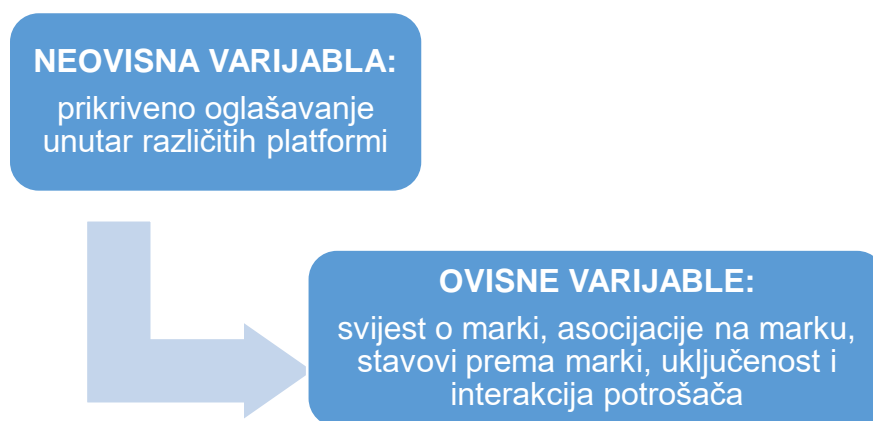 NEOVISNA VARIJABLA:
prikriveno oglašavanje
unutar različitih platformi
OVISNE VARIJABLE:
svijest o marki, asocijacije na marku,
stavovi prema marki, uključenost i
interakcija potrošača